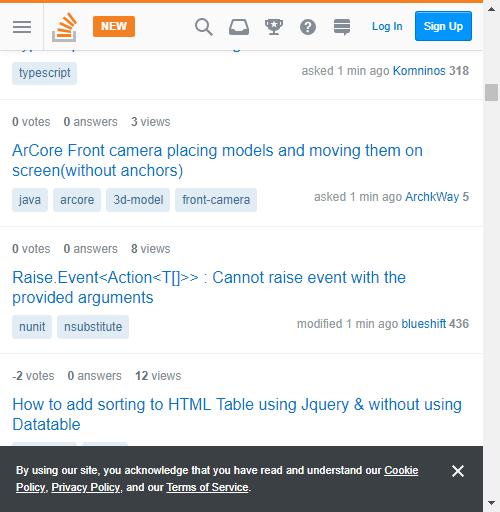 NEW
Log In
Sign Up
typescript
asked 1 min ago Komninos 318
0 votes 0 answers 3 views
ArCore Front camera placing models and moving them on
screen(without anchors)
java arcore 3d-model front-camera
asked 1 min ago ArchkWay 5
0 votes 0 answers 8 views
Raise.Event<Action<T[]>> : Cannot raise event with the
provided arguments
nunit nsubstitute
modified 1 min ago blueshift 436
-2 votes 0 answers 12 views
How to add sorting to HTML Table using Jquery & without using
Datatable
By using our site, you acknowledge that you have read and understand our Cookie
Policy, Privacy Policy, and our Terms of Service.